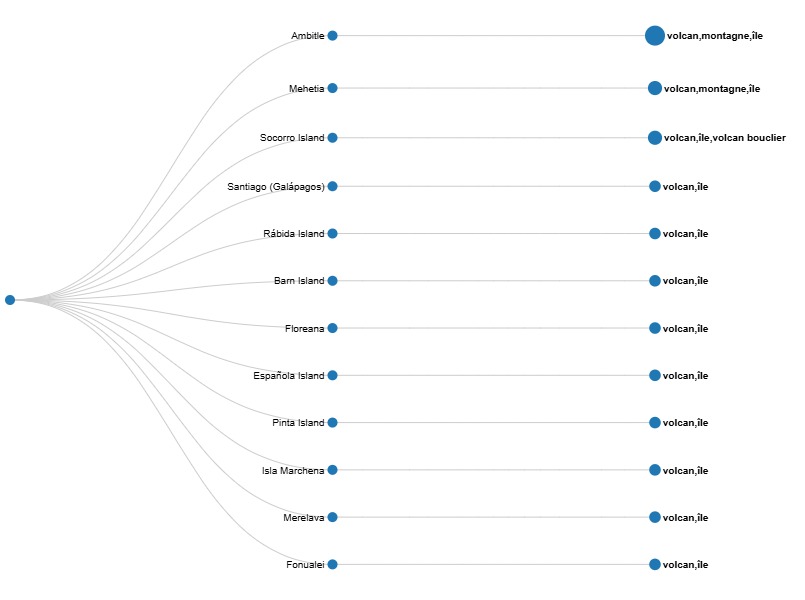 Ambitle volcan,montagne,île
Mehetia volcan,montagne,île
Socorro Island volcan,île,volcan bouclier
Santiago (Galápagos) volcan,île
Rábida Island volcan,île
Barn Island volcan,île
Floreana volcan,île
Española Island volcan,île
Pinta Island volcan,île
Isla Marchena volcan,île
Merelava volcan,île
Fonualei volcan,île